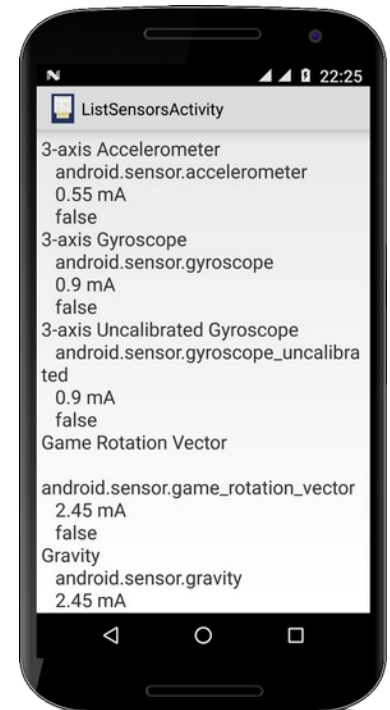 22:25
ListSensorsActivity
3-axis Accelerometer
android.sensor.accelerometer
0.55 mA
false
3-axis Gyroscope
android.sensor.gyroscope
0.9 mA
false
3-axis Uncalibrated Gyroscope
android.sensor.gyroscope_uncalibra
ted
0.9 mA
false
Game Rotation Vector
android.sensor.game_rotation_vector
2.45 mA
false
Gravity
android.sensor.gravity
2.45 mA